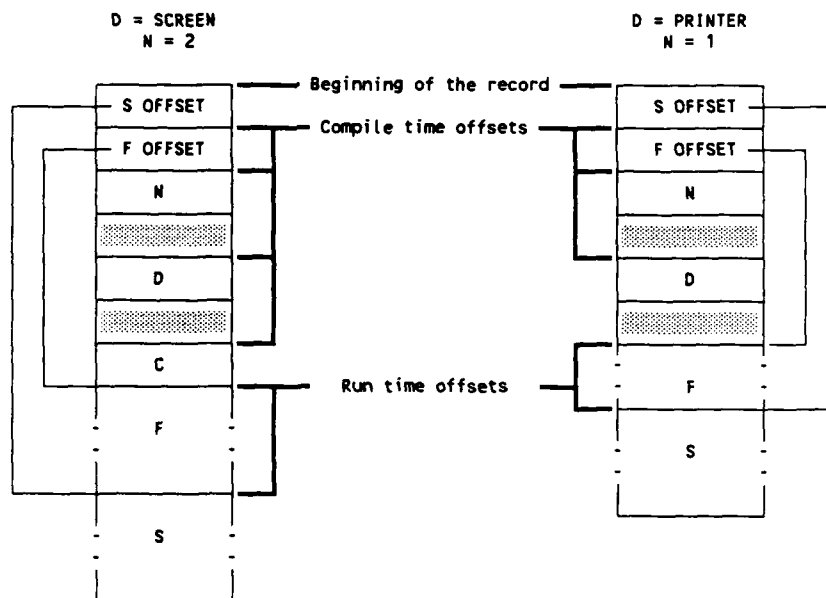 D = SCREEN
N = 2
D = PRINTER
N = 1
Beginning of the record
S OFFSET
S OFFSET
Compile time offsets
F OFFSET
F OFFSET
N
N
D
D
C
Run time offsets
F
F
S
S